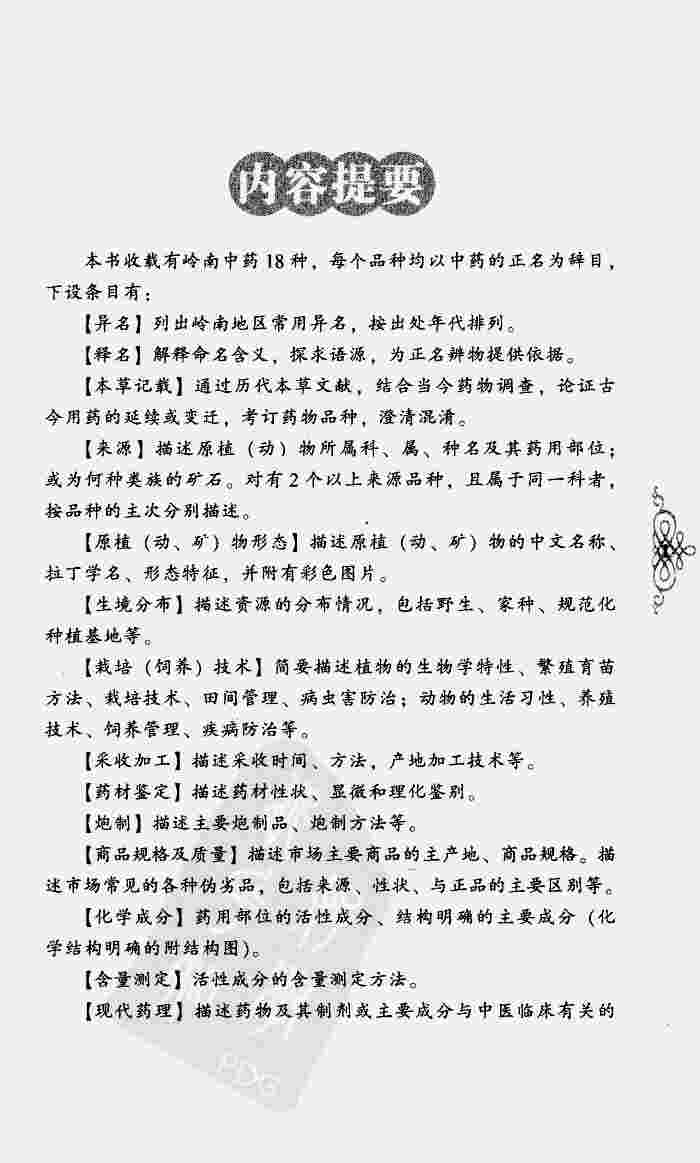 内容提要
本书收载有岭南中药18种，每个品种均以中药的正名为辞目，
下设条目有：
【异名】列出岭南地区常用异名，按出处年代排列。
【释名】解释命名含义，探求语源，为正名辨物提供依据。
【本草记载】通过历代本草文献，结合当今药物调查，论证古
今用药的延续或变迁，考订药物品种，澄清混淆。
【来源】描述原植（动）物所属科、属、种名及其药用部位；
或为何种类族的矿石。对有2个以上来源品种，且属于同一科者，
按品种的主次分别描述。
【原植（动、矿）物形态】描述原植（动、矿）物的中文名称、
拉丁学名、形态特征，并附有彩色图片。
【生境分布】描述资源的分布情况，包括野生、家种、规范化
种植基地等。
【栽培（饲养）技术】简要描述植物的生物学特性、繁殖育苗
方法、栽培技术、田间管理、病虫害防治；动物的生活习性、养殖
技术、饲养管理、疾病防治等。
【采收加工】描述采收时间、方法，产地加工技术等。
【药材鉴定】描述药材性状、显微和理化鉴别。
【炮制】描述主要炮制品、炮制方法等。
【商品规格及质量】描述市场主要商品的主产地、商品规格。描
述市场常见的各种伪劣品，包括来源、性状、与正品的主要区别等。
【化学成分】药用部位的活性成分、结构明确的主要成分（化
学结构明确的附结构图）。
【含量测定】活性成分的含量测定方法。
【现代药理】描述药物及其制剂或主要成分与中医临床有关的
PDG